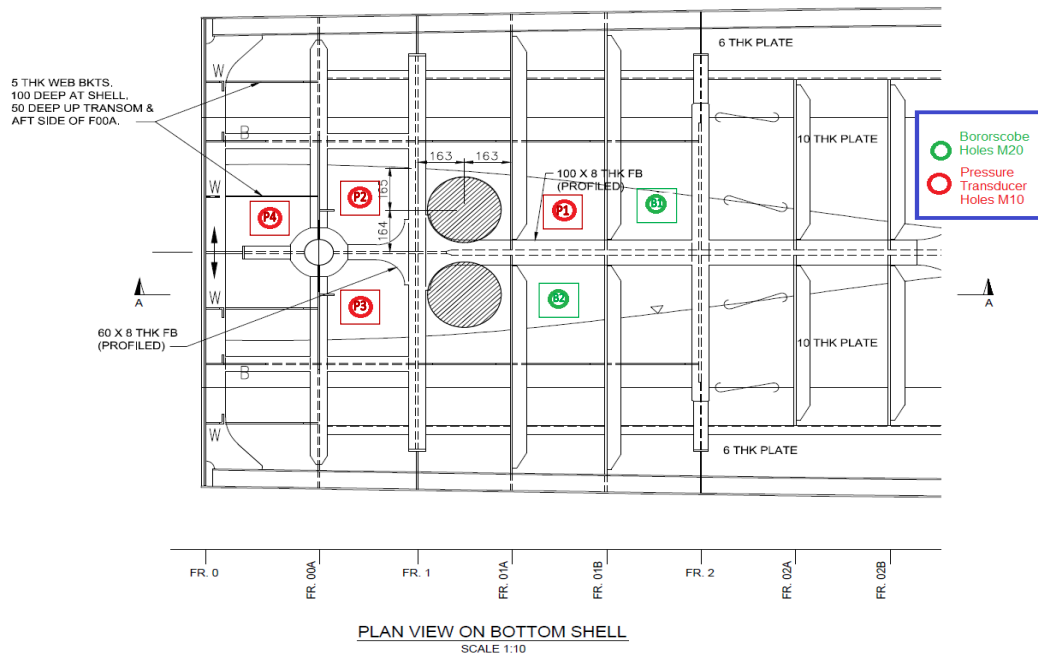 6 THK PLATE
5 THK WEB BKTS,
100 DEEP AT SHELL,
50 DEEP UP TRANSOM &
AFT SIDE OF F00A.
W
B
10 THK PLATE
Bororscobe
Holes M20
Pressure
Transducer
Holes M10
163
163
100 X 8 THK FB
(PROFILED)
W
165
P2
P4
P1
B1
164
A
W
P3
B2
A
60 X 8 THK FB
(PROFILED)
10 THK PLATE
B
W
6 THK PLATE
FR. 0
FR. 00A
FR. 1
FR. 01A
FR. 01B
FR. 2
FR. 02A
FR. 02B
PLAN VIEW ON BOTTOM SHELL
SCALE 1:10